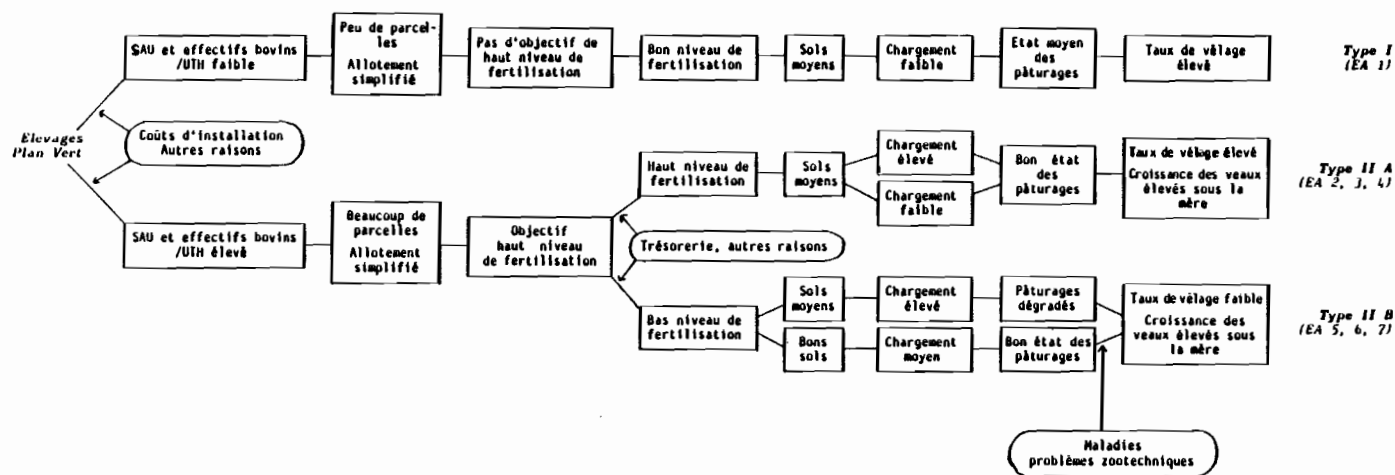 SAU et effectifs bovins
/UTH faible
Peu de parcel-
les
Allotement
simplifié
Pas d'objectif de
haut niveau de
fertilisation
Bon niveau de
fertilisation
Sols
moyens
Chargement
faible
Etat moyen
des
pâturages
Taux de vêlage
élevé
Type I
(EA 1)
Elevages
Plan Vert
Coûts d'installation
Autres raisons
Haut niveau de
fertilisation
Sols
moyens
Chargement
élevé
Chargement
faible
Bon état
des
pâturages
Taux de vêlage élevé
Croissance des veaux
élevés sous la
mère
Type II A
(EA 2, 3, 4)
SAU et effectifs bovins
/UTH élevé
Beaucoup de
parcelles
Allotement
simplifié
Objectif
haut niveau
de fertilisation
Trésorerie, autres raisons
Bas niveau de
fertilisation
Sols
moyens
Chargement
élevé
Pâturages
dégradés
Bons
sols
Chargement
moyen
Bon état des
pâturages
Taux de vêlage faible
Croissance des
veaux élevés sous
la mère
Type II B
(EA 5, 6, 7)
Maladies
problèmes zootechniques